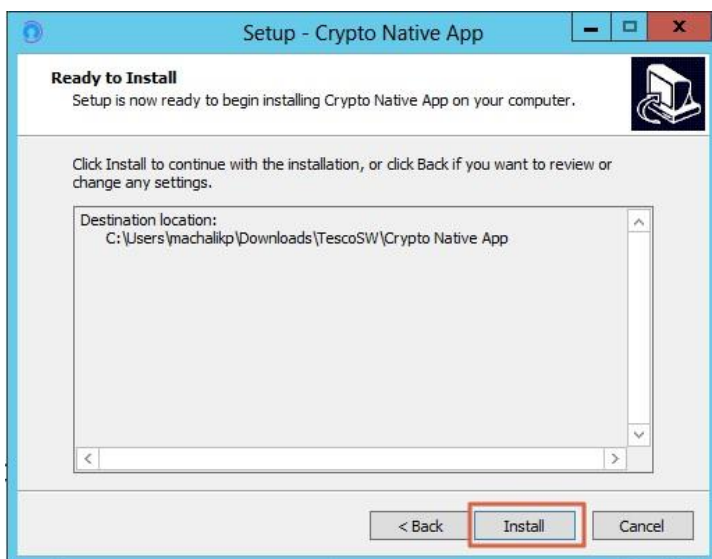 Setup - Crypto Native App
Ready to Install
Setup is now ready to begin installing Crypto Native App on your computer.
Click Install to continue with the installation, or click Back if you want to review or
change any settings.
Destination location:
C:\Users\machalikp\Downloads\TescoSW\Crypto Native App
< Back
Install
Cancel